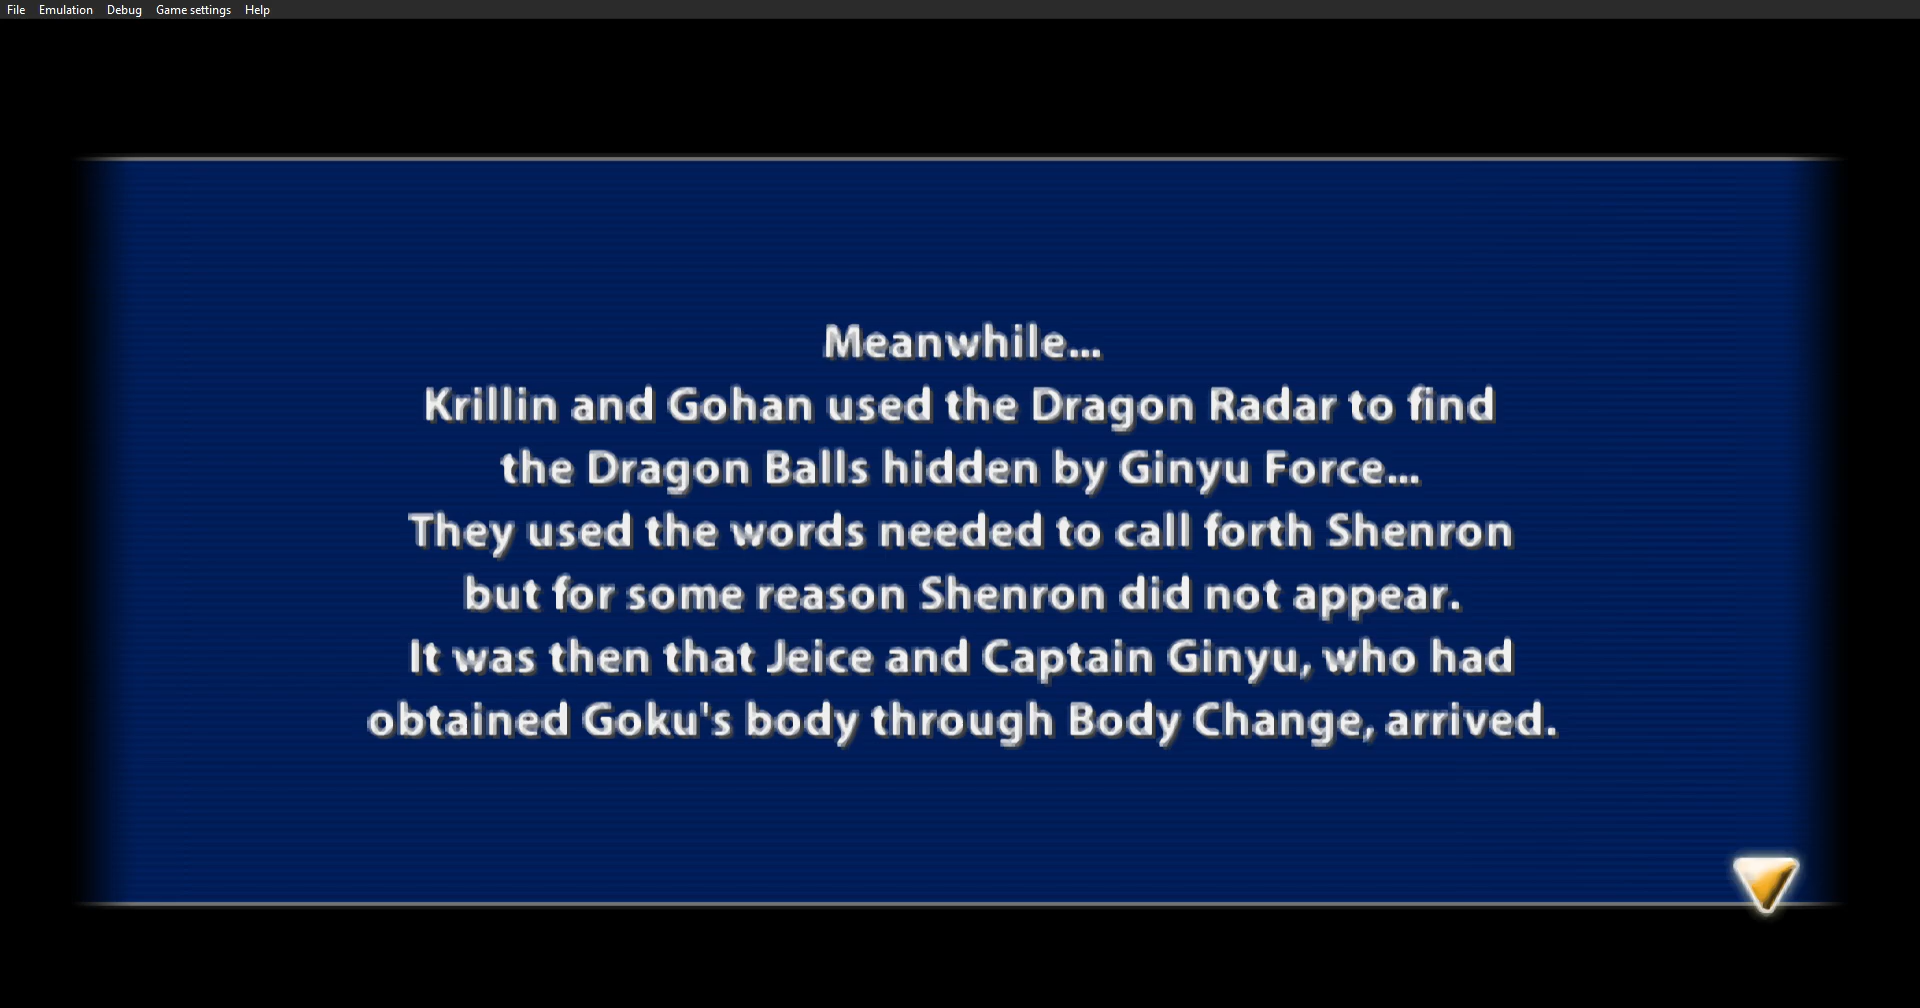 File Emulation Debug Game settings Help
Meanwhile...
Krillin and Gohan used the Dragon Radar to find
the Dragon Balls hidden by Ginyu Force...
They used the words needed to call forth Shenron
but for some reason Shenron did not appear.
It was then that Jeice and Captain Ginyu, who had
obtained Goku's body through Body Change, arrived.